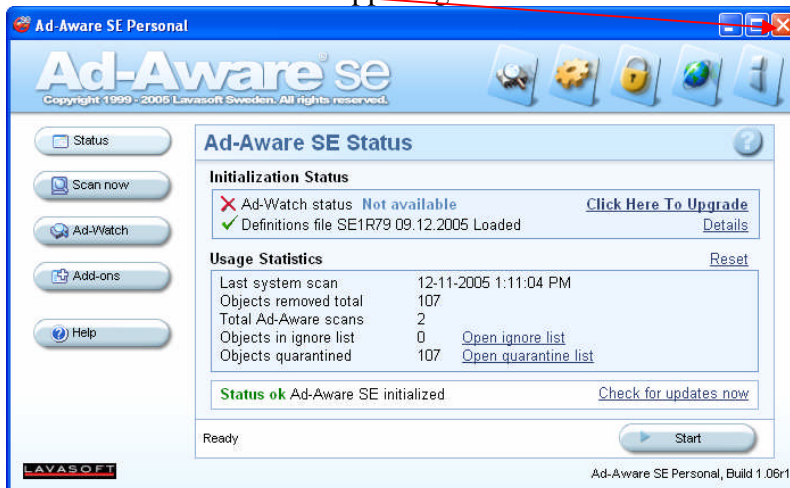 Ad-Aware SE Personal
Ad-Aware SE
Copyright 1999 - 2005 Lavasoft Sweden. All rights reserved.
Status
Scan now
Ad-Watch
Add-ons
Help
Ad-Aware SE Status
Initialization Status
Ad-Watch status Not available Click Here To Upgrade
Definitions file SE1R79 09.12.2005 Loaded Details
Usage Statistics Reset
Last system scan 12-11-2005 1:11:04 PM
Objects removed total 107
Total Ad-Aware scans 2
Objects in ignore list 0 Open ignore list
Objects quarantined 107 Open quarantine list
Status ok Ad-Aware SE initialized Check for updates now
Ready Start
LAVASOFT Ad-Aware SE Personal, Build 1.06r1